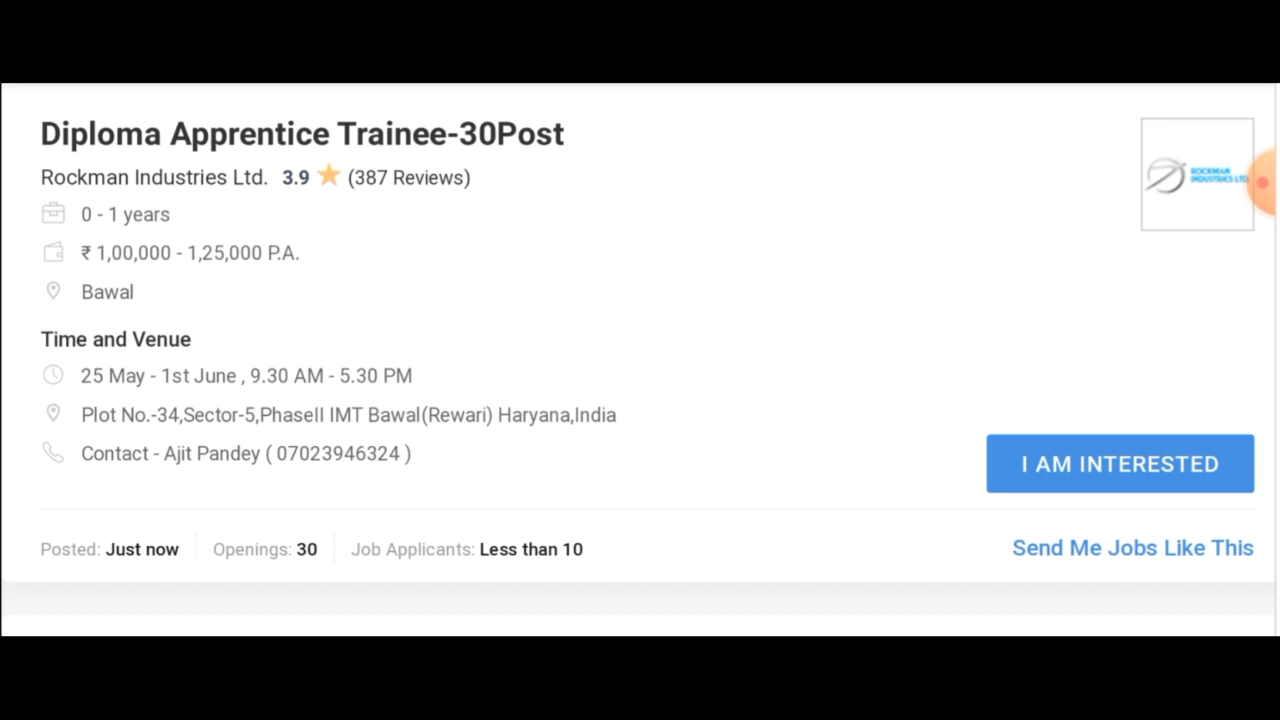 Diploma Apprentice Trainee-30Post
Rockman Industries Ltd. 3.9 (387 Reviews)
0 - 1 years
₹ 1,00,000 - 1,25,000 P.A.
Bawal
ROCKMAN
INDUSTRIES LTD.
Time and Venue
25 May - 1st June , 9.30 AM - 5.30 PM
Plot No.-34,Sector-5,PhaseII IMT Bawal(Rewari) Haryana,India
Contact - Ajit Pandey ( 07023946324 )
I AM INTERESTED
Posted: Just now Openings: 30 Job Applicants: Less than 10
Send Me Jobs Like This